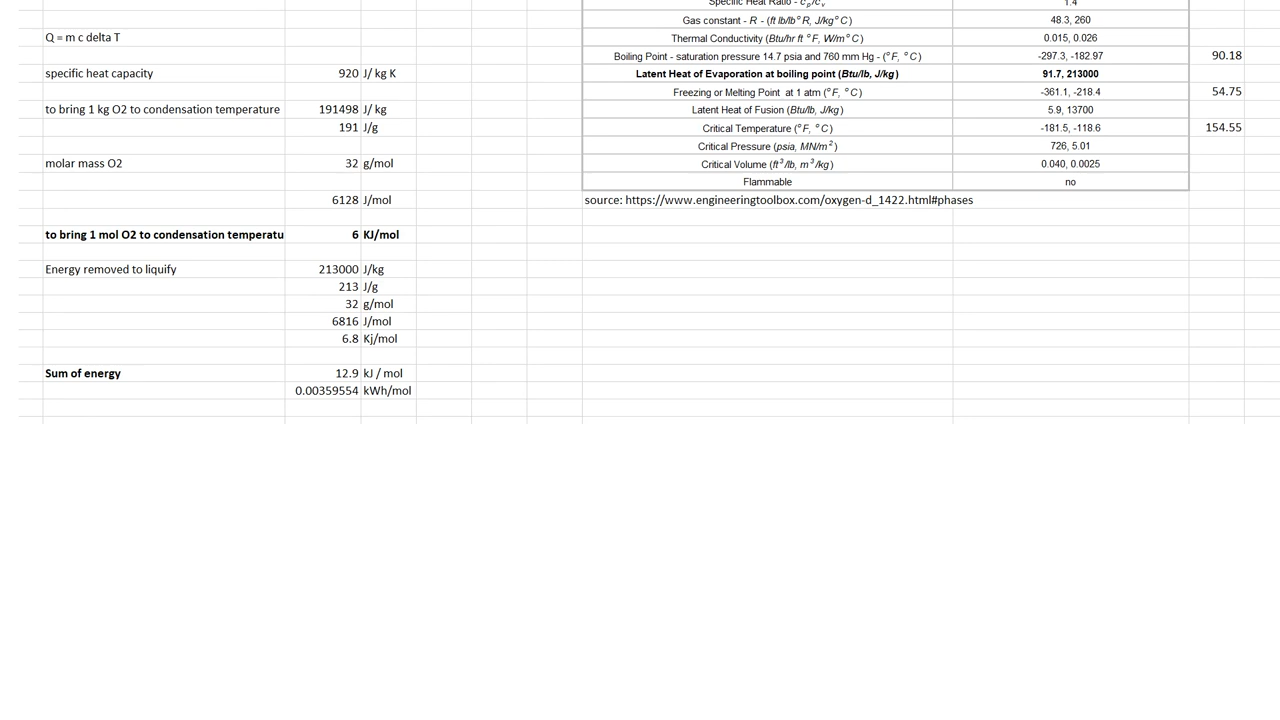 Specific Heat Ratio - cp/cv 1.4
Gas constant - R - (ft lb/lb°R, J/kg°C) 48.3, 260
Q = m c delta T
Thermal Conductivity (Btu/hr ft °F, W/m°C) 0.015, 0.026
Boiling Point - saturation pressure 14.7 psia and 760 mm Hg - (°F, °C) -297.3, -182.97 90.18
specific heat capacity 920 J/ kg K
Latent Heat of Evaporation at boiling point (Btu/lb, J/kg) 91.7, 213000
Freezing or Melting Point at 1 atm (°F, °C) -361.1, -218.4 54.75
to bring 1 kg O2 to condensation temperature 191498 J/ kg
Latent Heat of Fusion (Btu/lb, J/kg) 5.9, 13700
191 J/g
Critical Temperature (°F, °C) -181.5, -118.6 154.55
Critical Pressure (psia, MN/m²) 726, 5.01
molar mass O2 32 g/mol
Critical Volume (ft³/lb, m³/kg) 0.040, 0.0025
Flammable no
6128 J/mol
source: https://www.engineeringtoolbox.com/oxygen-d_1422.html#phases
to bring 1 mol O2 to condensation temperatu 6 KJ/mol
Energy removed to liquify 213000 J/kg
213 J/g
32 g/mol
6816 J/mol
6.8 Kj/mol
Sum of energy 12.9 kJ / mol
0.00359554 kWh/mol